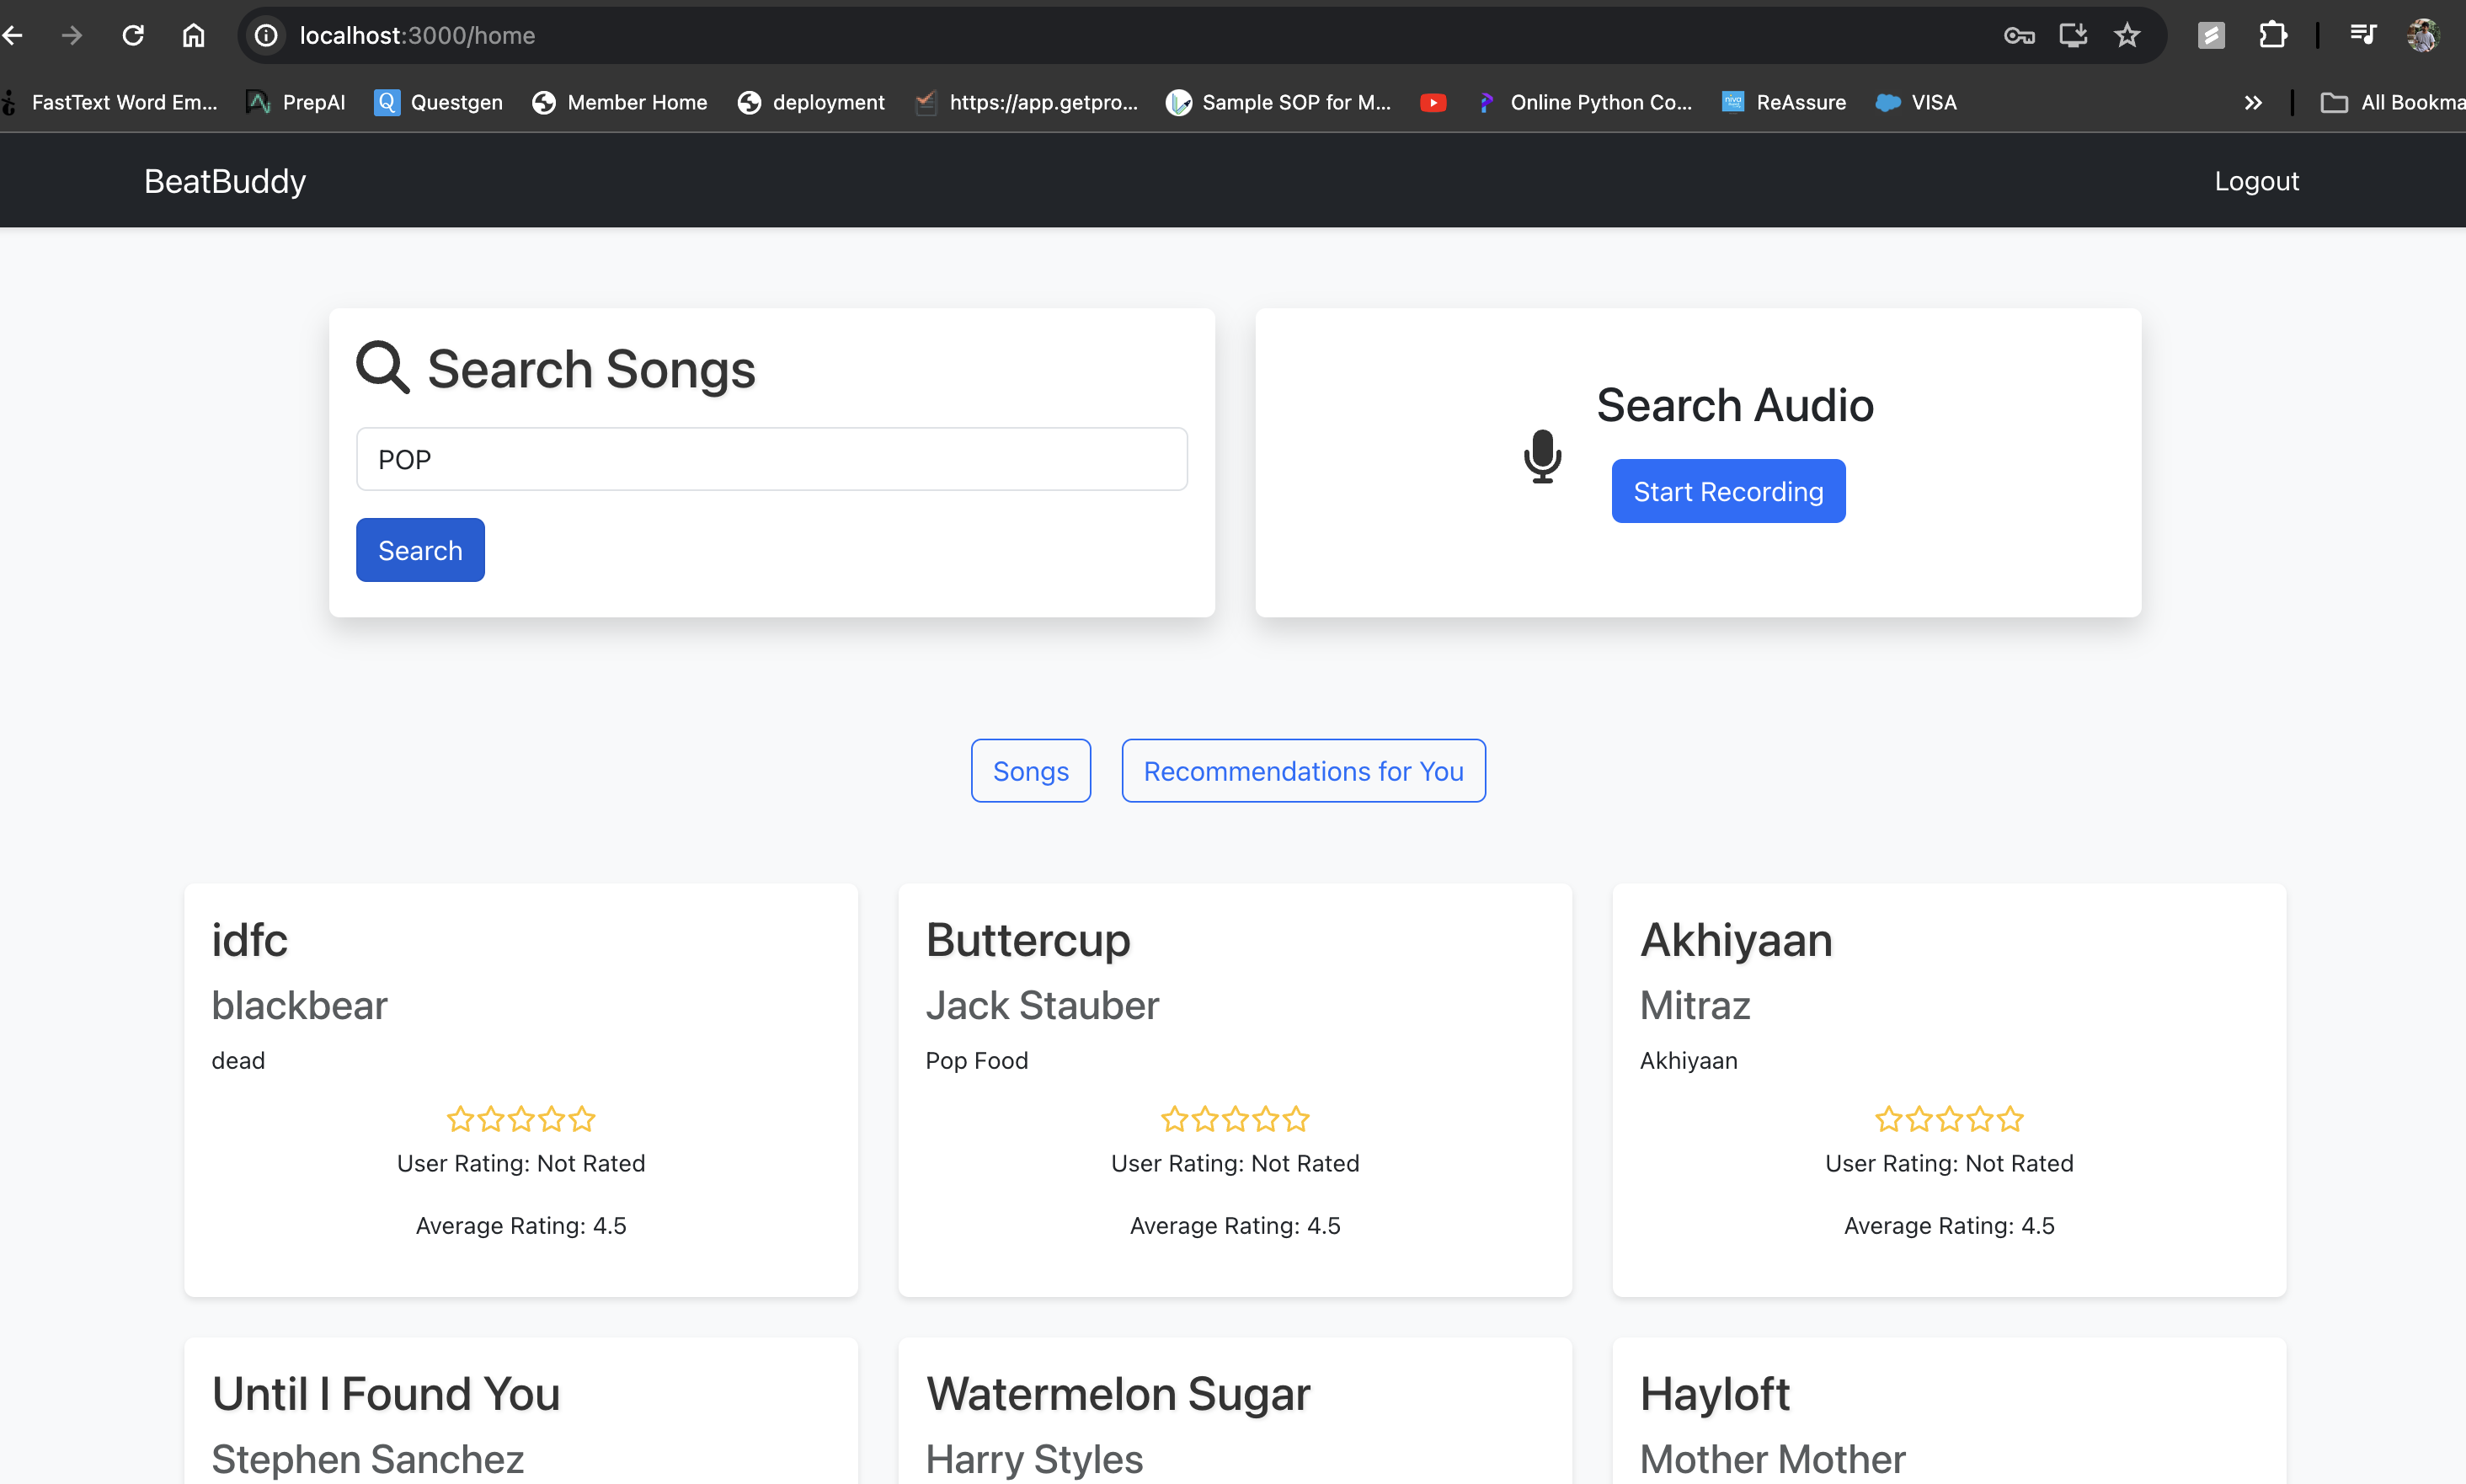 localhost:3000/home
FastText Word Em... PrepAI Questgen Member Home deployment https://app.getpro... Sample SOP for M... Online Python Co... ReAssure VISA All Bookma
BeatBuddy Logout
Search Songs
POP
Search
Search Audio
Start Recording
Songs Recommendations for You
idfc
blackbear
dead
User Rating: Not Rated
Average Rating: 4.5
Buttercup
Jack Stauber
Pop Food
User Rating: Not Rated
Average Rating: 4.5
Akhiyaan
Mitraz
Akhiyaan
User Rating: Not Rated
Average Rating: 4.5
Until I Found You
Stephen Sanchez
Watermelon Sugar
Harry Styles
Hayloft
Mother Mother